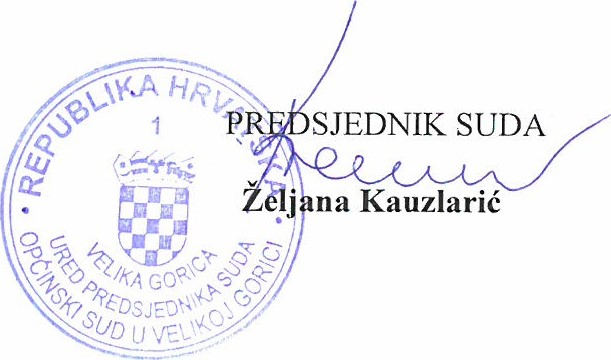 REPUBLIKA HRVATSKA
1
VELIKA GORICA
URED PREDSJEDNIKA SUDA
OPĆINSKI SUD U VELIKOJ GORICI
PREDSJEDNIK SUDA
Željana Kauzlarić